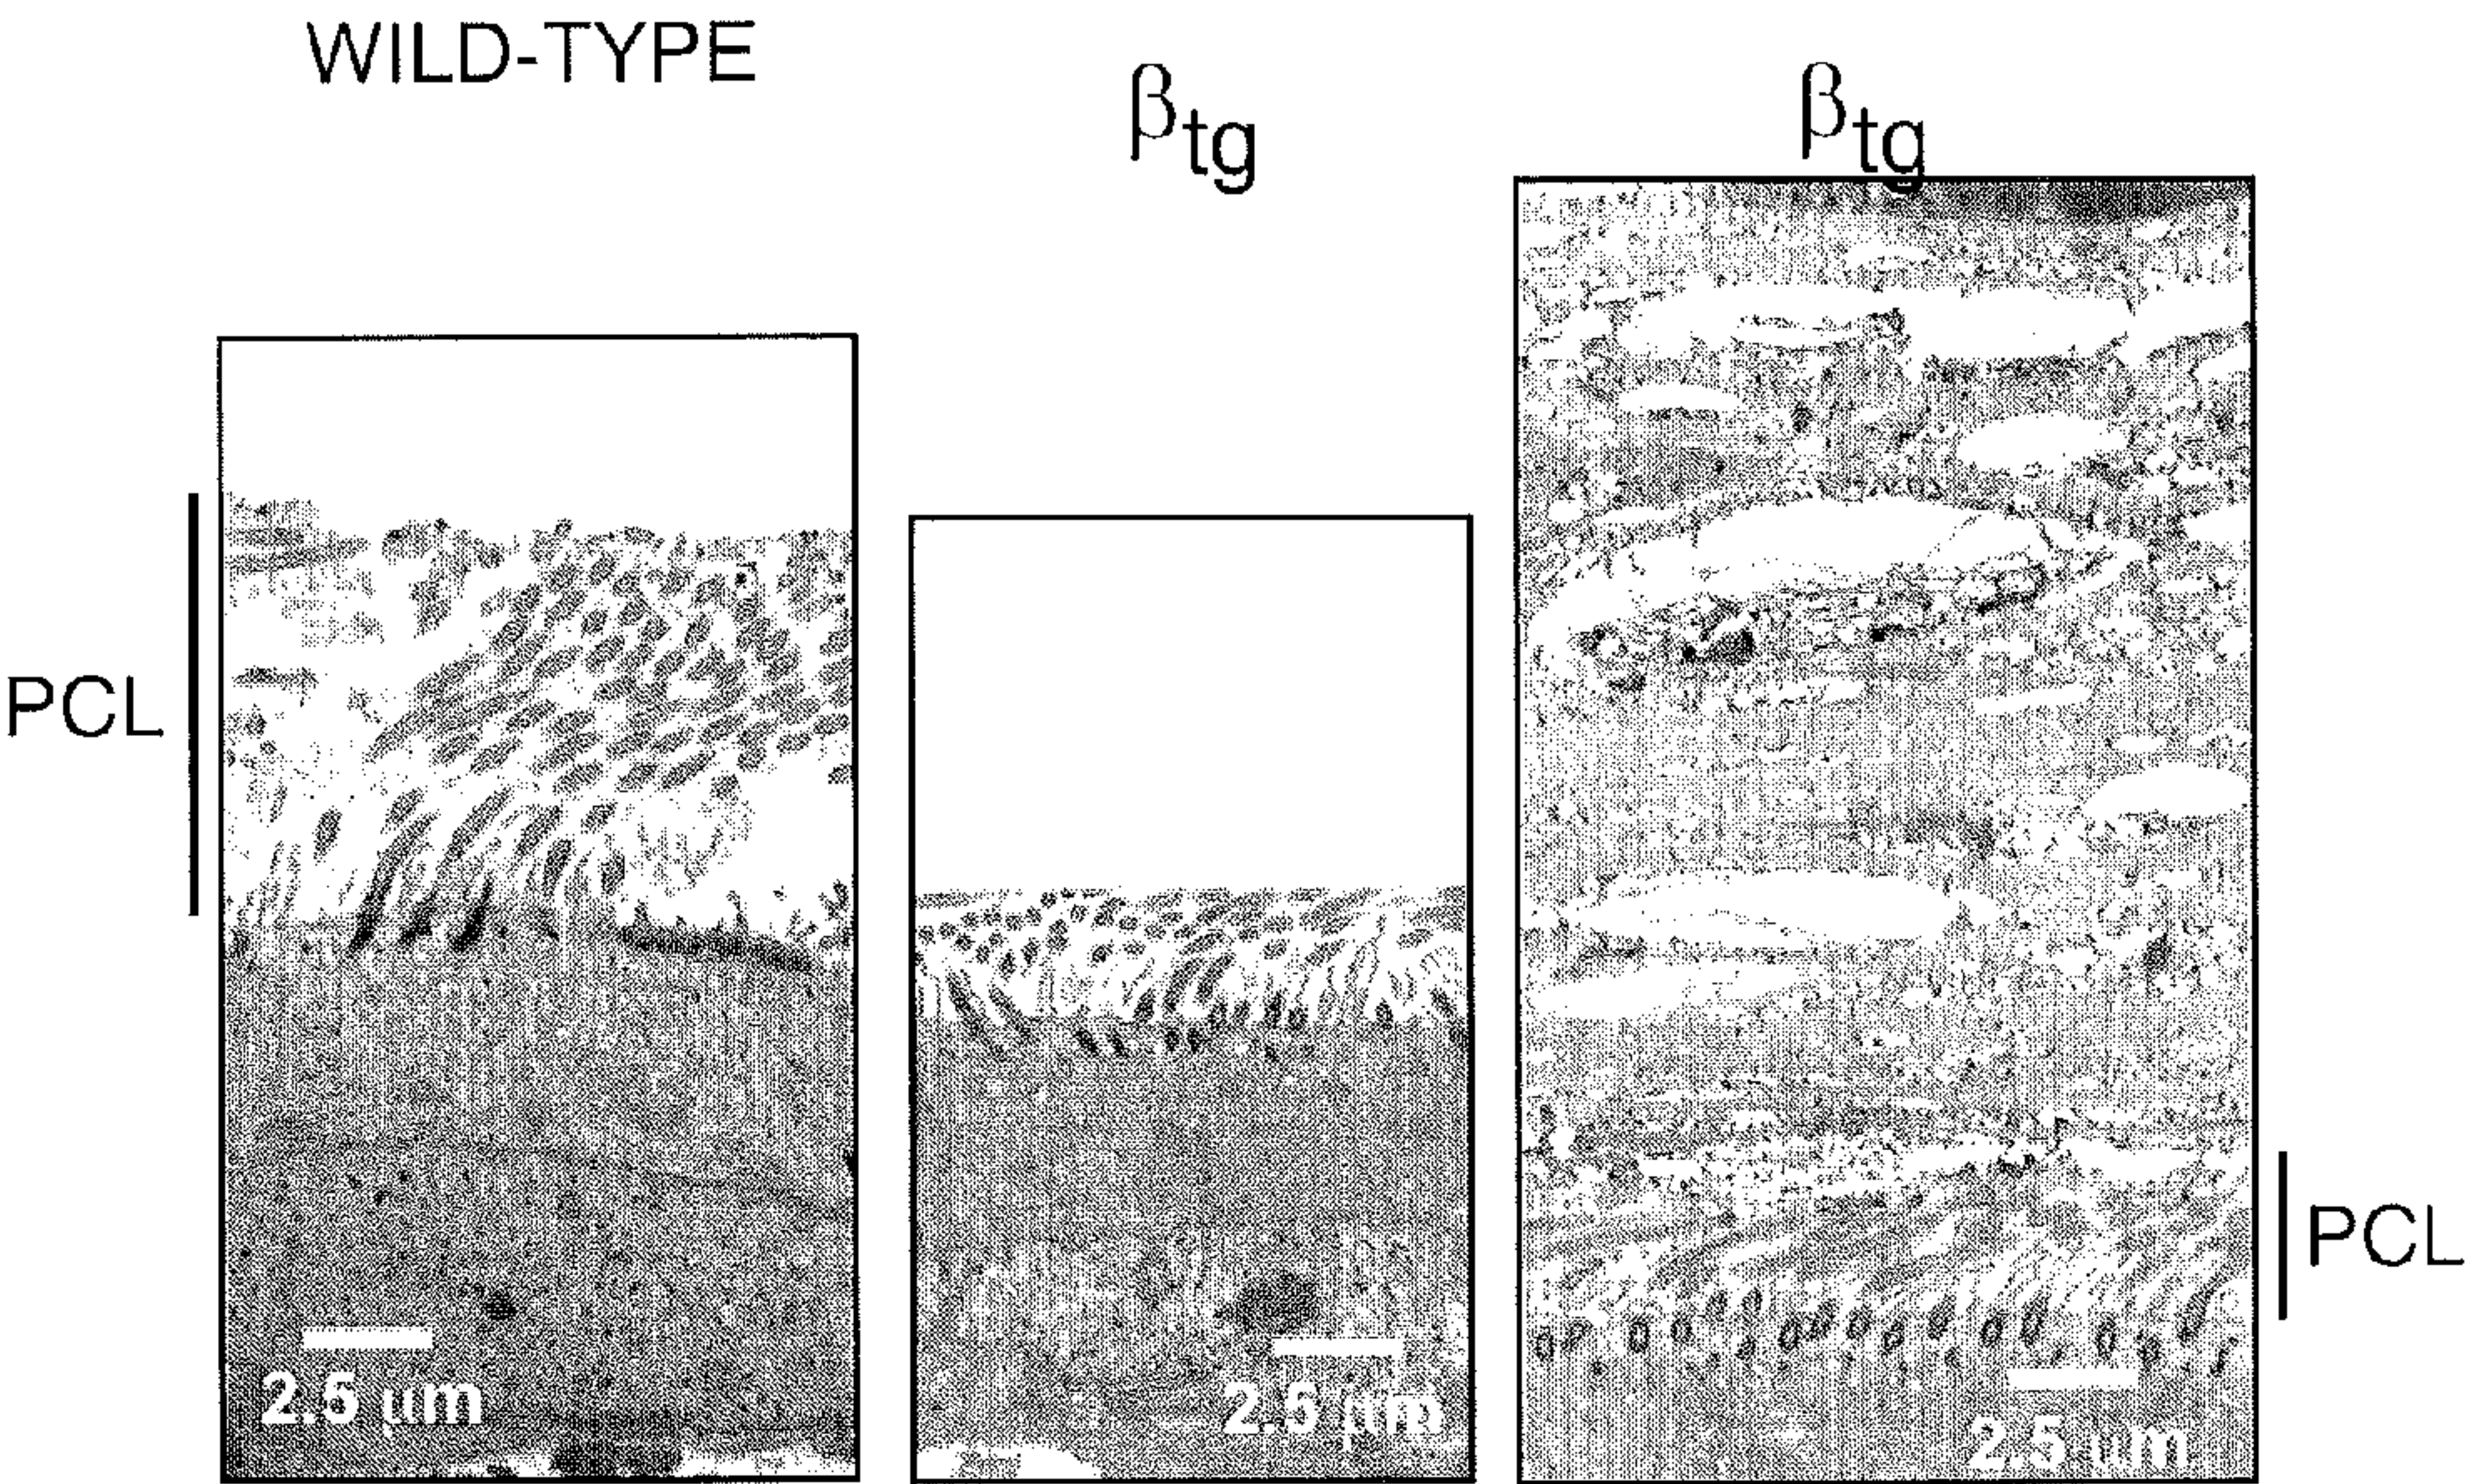 WILD-TYPE
βtg
βtg
PCL
PCL
2.5 μm
2.5 μm
2.5 μm